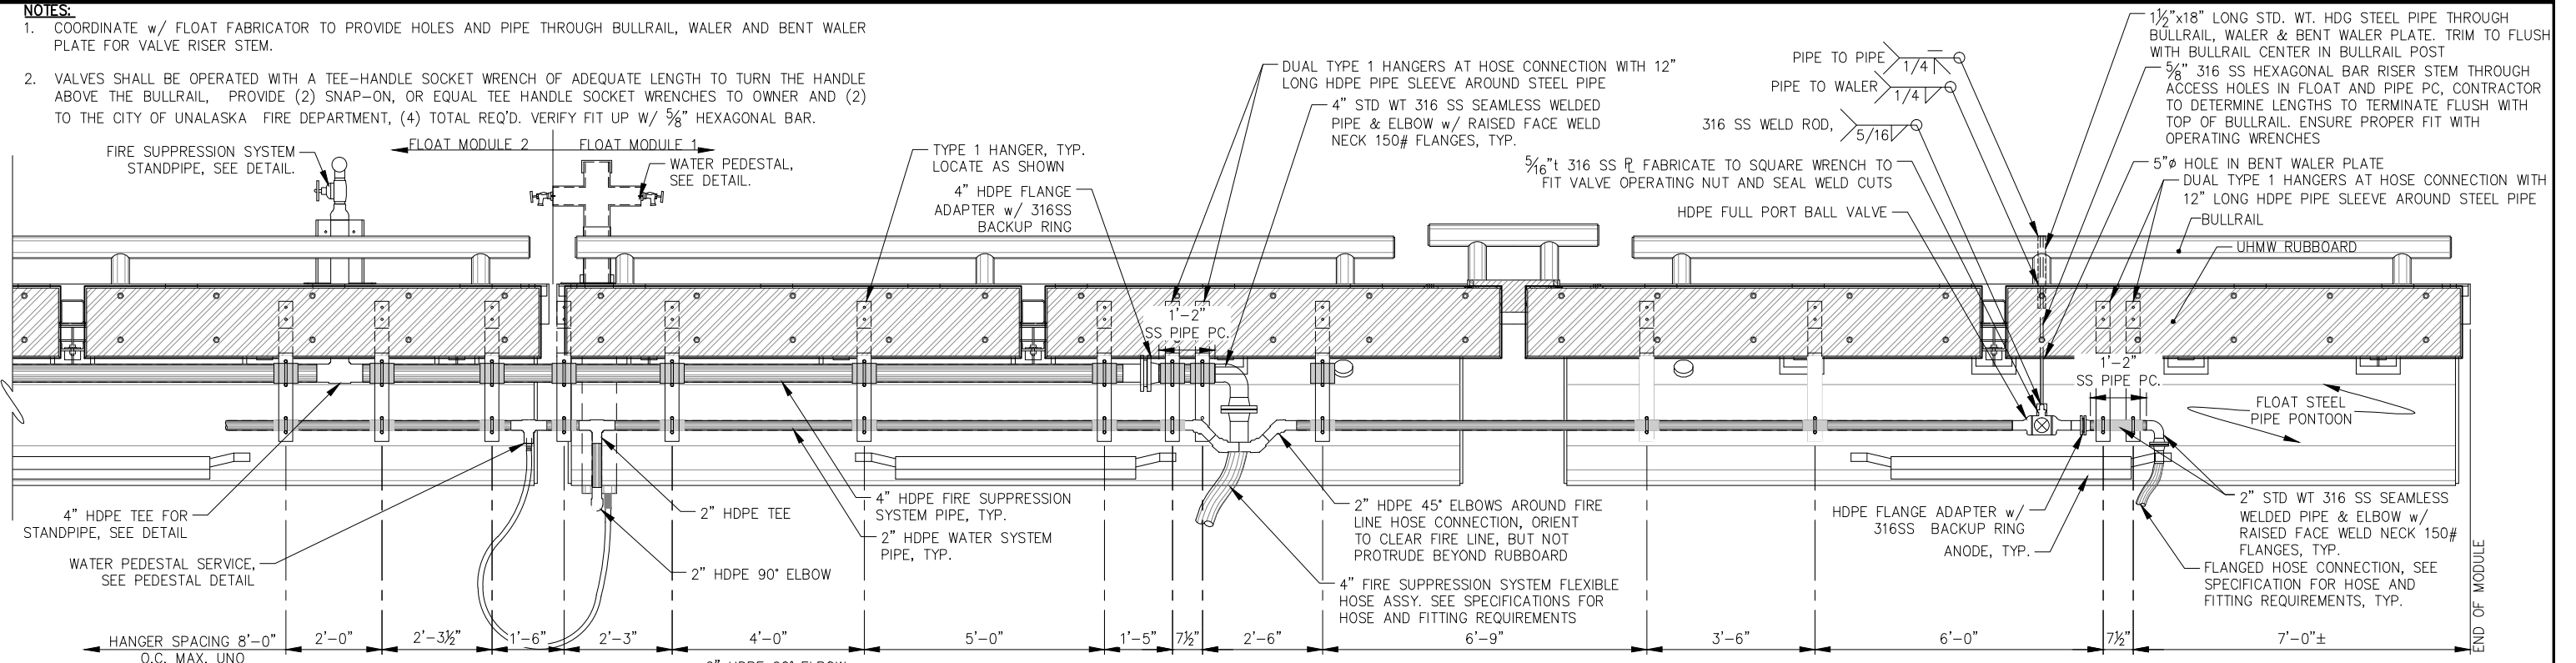 NOTES:
1. COORDINATE w/ FLOAT FABRICATOR TO PROVIDE HOLES AND PIPE THROUGH BULLRAIL, WALER AND BENT WALER
PLATE FOR VALVE RISER STEM.
2. VALVES SHALL BE OPERATED WITH A TEE-HANDLE SOCKET WRENCH OF ADEQUATE LENGTH TO TURN THE HANDLE
ABOVE THE BULLRAIL, PROVIDE (2) SNAP-ON, OR EQUAL TEE HANDLE SOCKET WRENCHES TO OWNER AND (2)
TO THE CITY OF UNALASKA FIRE DEPARTMENT, (4) TOTAL REQ'D. VERIFY FIT UP W/ 5/8" HEXAGONAL BAR.
FLOAT MODULE 2
FLOAT MODULE 1
FIRE SUPPRESSION SYSTEM
STANDPIPE, SEE DETAIL.
WATER PEDESTAL,
SEE DETAIL.
TYPE 1 HANGER, TYP.
LOCATE AS SHOWN
4" HDPE FLANGE
ADAPTER w/ 316SS
BACKUP RING
DUAL TYPE 1 HANGERS AT HOSE CONNECTION WITH 12"
LONG HDPE PIPE SLEEVE AROUND STEEL PIPE
4" STD WT 316 SS SEAMLESS WELDED
PIPE & ELBOW w/ RAISED FACE WELD
NECK 150# FLANGES, TYP.
PIPE TO PIPE
1/4
PIPE TO WALER
1/4
316 SS WELD ROD,
5/16
5/16"t 316 SS ℄ FABRICATE TO SQUARE WRENCH TO
FIT VALVE OPERATING NUT AND SEAL WELD CUTS
HDPE FULL PORT BALL VALVE
1½"x18" LONG STD. WT. HDG STEEL PIPE THROUGH
BULLRAIL, WALER & BENT WALER PLATE. TRIM TO FLUSH
WITH BULLRAIL CENTER IN BULLRAIL POST
5/8" 316 SS HEXAGONAL BAR RISER STEM THROUGH
ACCESS HOLES IN FLOAT AND PIPE PC, CONTRACTOR
TO DETERMINE LENGTHS TO TERMINATE FLUSH WITH
TOP OF BULLRAIL. ENSURE PROPER FIT WITH
OPERATING WRENCHES
5"ø HOLE IN BENT WALER PLATE
DUAL TYPE 1 HANGERS AT HOSE CONNECTION WITH
12" LONG HDPE PIPE SLEEVE AROUND STEEL PIPE
BULLRAIL
UHMW RUBBOARD
1'-2"
SS PIPE PC.
1'-2"
SS PIPE PC.
FLOAT STEEL
PIPE PONTOON
4" HDPE TEE FOR
STANDPIPE, SEE DETAIL
WATER PEDESTAL SERVICE,
SEE PEDESTAL DETAIL
2" HDPE TEE
2" HDPE 90° ELBOW
4" HDPE FIRE SUPPRESSION
SYSTEM PIPE, TYP.
2" HDPE WATER SYSTEM
PIPE, TYP.
2" HDPE 45° ELBOWS AROUND FIRE
LINE HOSE CONNECTION, ORIENT
TO CLEAR FIRE LINE, BUT NOT
PROTRUDE BEYOND RUBBOARD
4" FIRE SUPPRESSION SYSTEM FLEXIBLE
HOSE ASSY. SEE SPECIFICATIONS FOR
HOSE AND FITTING REQUIREMENTS
HDPE FLANGE ADAPTER w/
316SS BACKUP RING
ANODE, TYP.
2" STD WT 316 SS SEAMLESS
WELDED PIPE & ELBOW w/
RAISED FACE WELD NECK 150#
FLANGES, TYP.
FLANGED HOSE CONNECTION, SEE
SPECIFICATION FOR HOSE AND
FITTING REQUIREMENTS, TYP.
END OF MODULE
HANGER SPACING 8'-0"
O.C. MAX. UNO
2'-0"
2'-3½"
1'-6"
2'-3"
4'-0"
5'-0"
1'-5"
7½"
2'-6"
6'-9"
3'-6"
6'-0"
7½"
7'-0"±